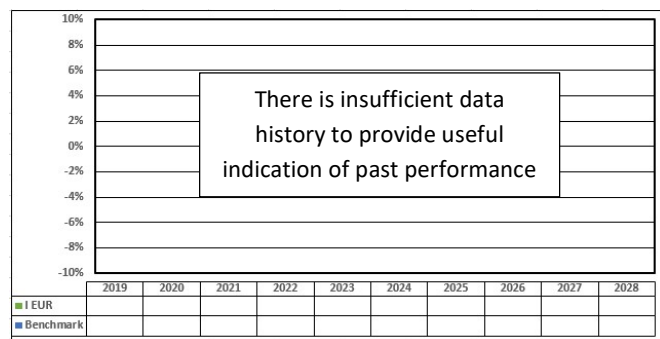 10%
8%
6%
4%
2%
0%
-2%
-4%
-6%
-8%
-10%
There is insufficient data
history to provide useful
indication of past performance
2019 2020 2021 2022 2023 2024 2025 2026 2027 2028
I EUR
Benchmark